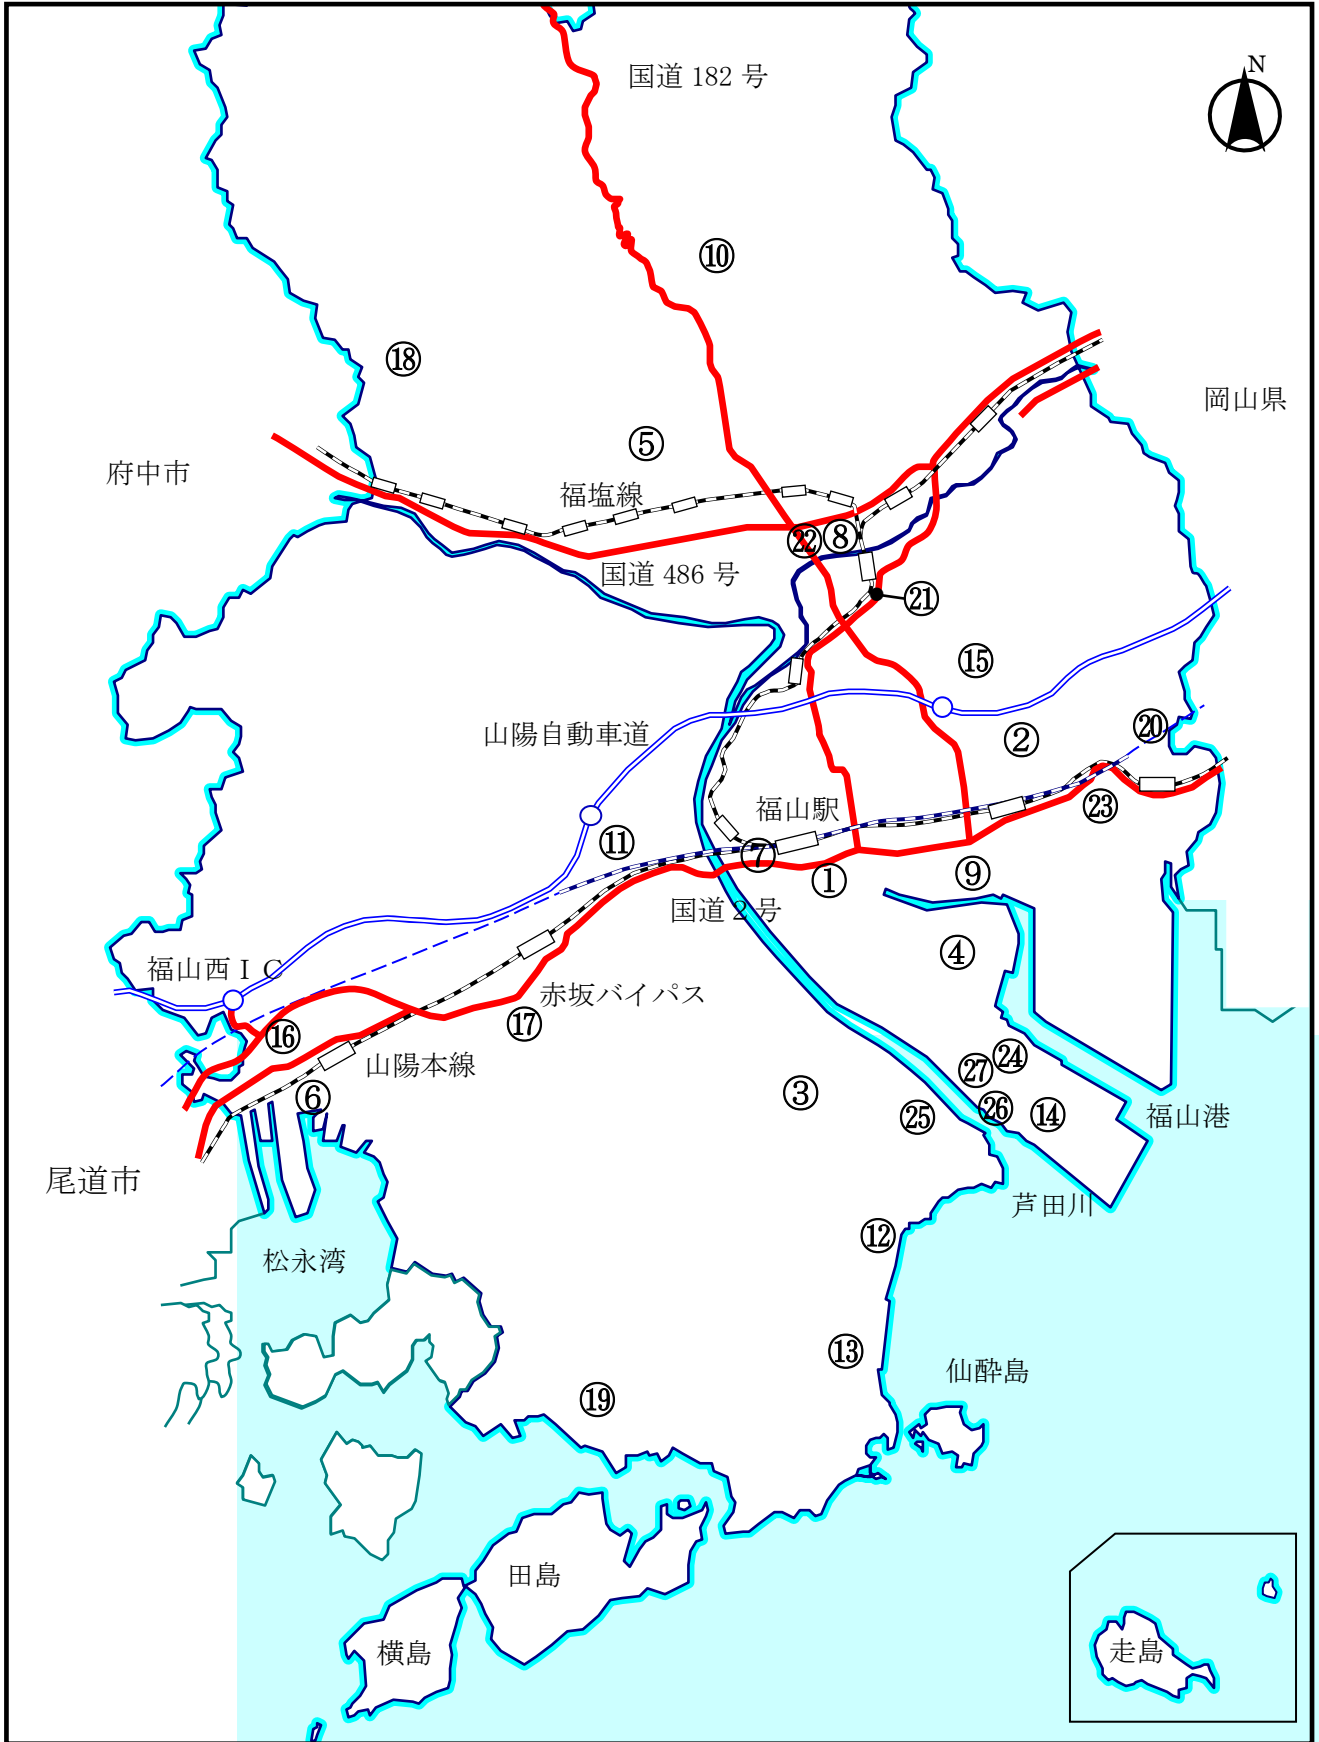 国道 182 号
N
⑩
⑱
岡山県
⑤
府中市
福塩線
㉒
⑧
国道 486 号
㉑
⑮
山陽自動車道
②
⑳
福山駅
㉓
⑪
⑦
①
⑨
国道２号
④
福山西ＩＣ
赤坂バイパス
⑰
⑯
山陽本線
㉔
㉗
⑥
③
㉕
㉖
⑭
福山港
尾道市
芦田川
⑫
松永湾
⑬
仙酔島
⑲
田島
横島
走島